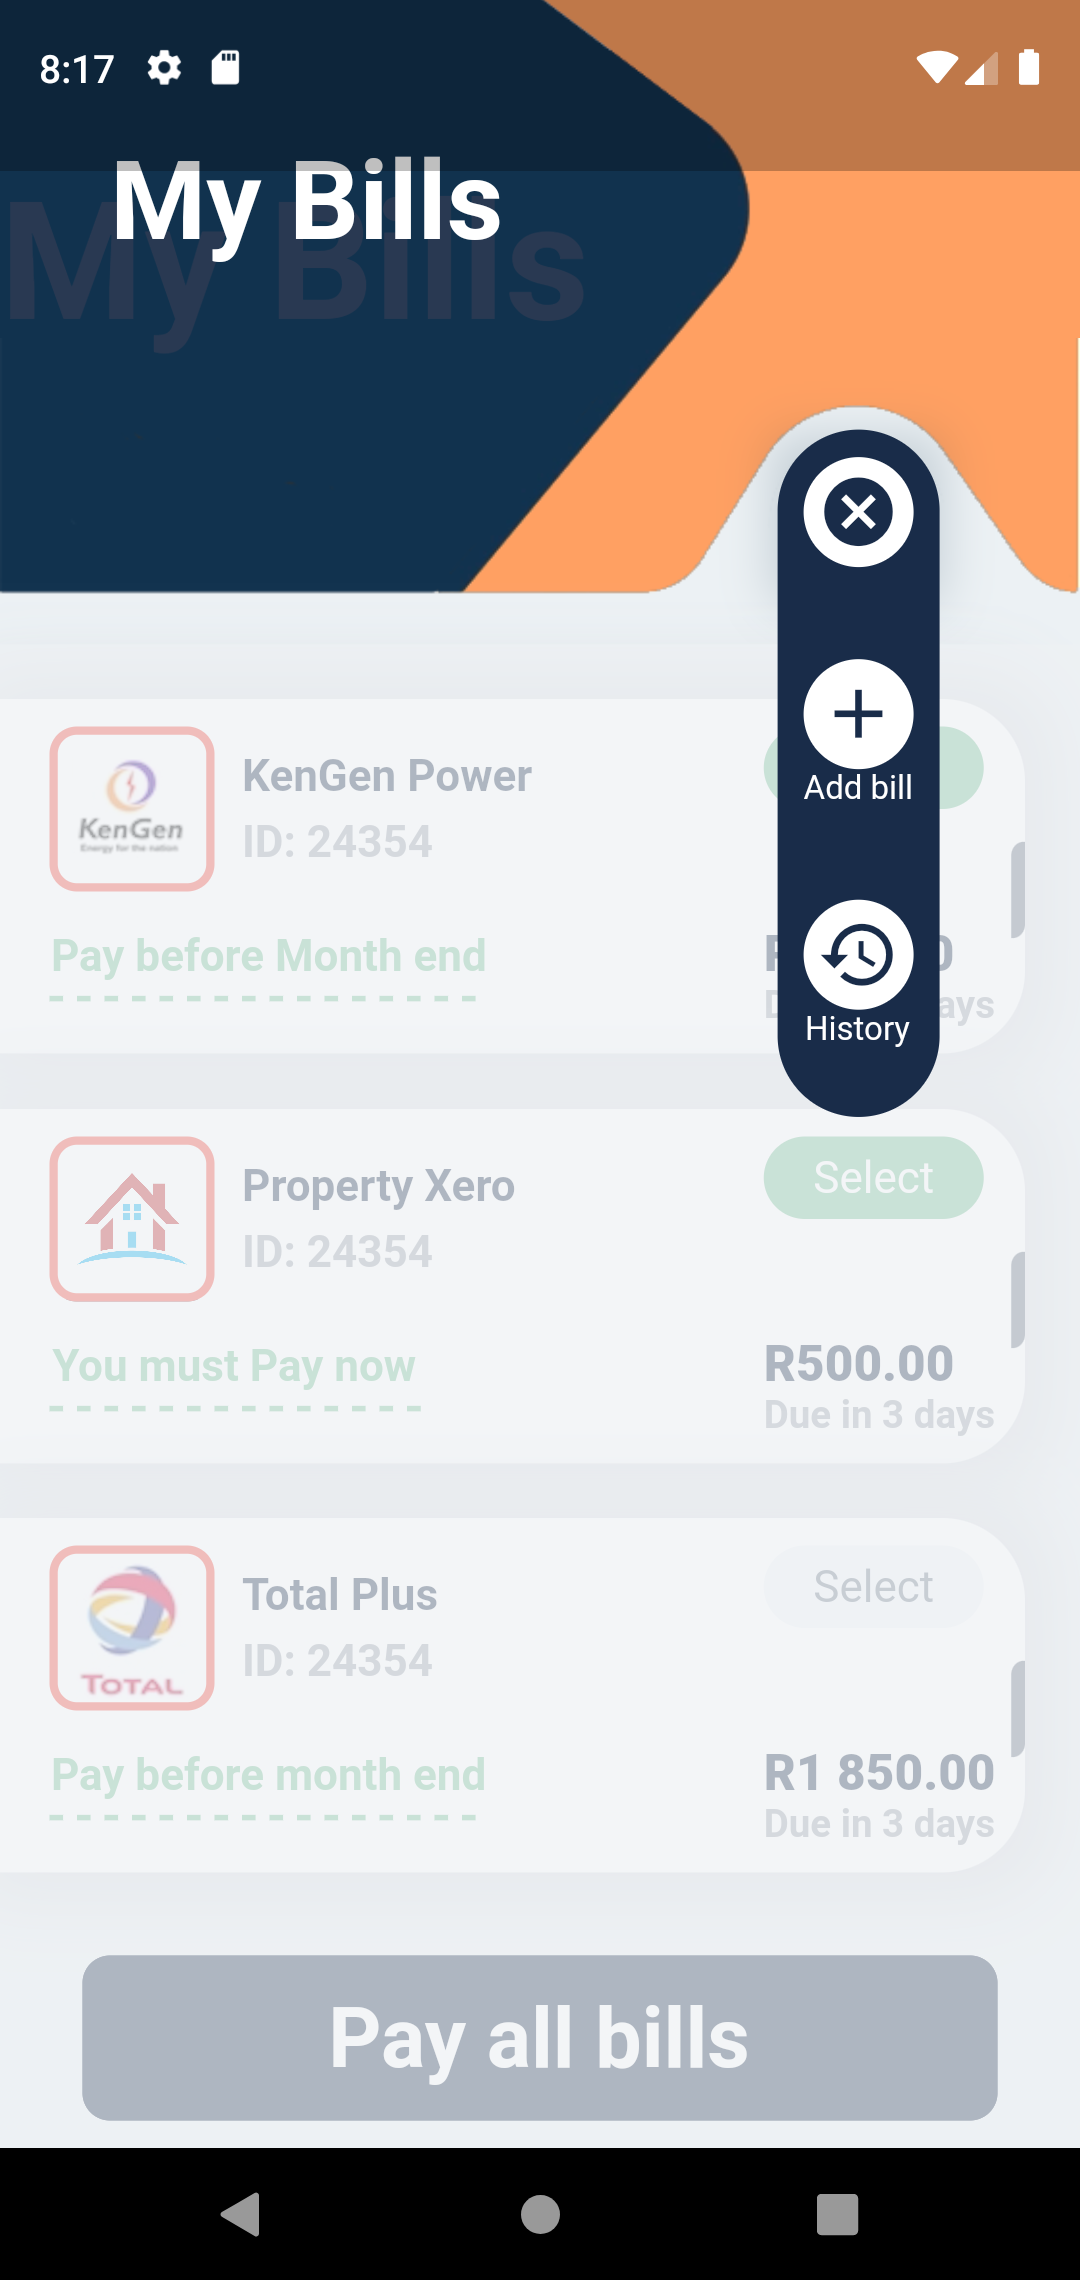 8:17
My Bills
My Bills
KenGen Power
KenGen
Energy for the nation
ID: 24354
Add bill
Pay before Month end
History
Property Xero
Select
ID: 24354
You must Pay now
R500.00
Due in 3 days
Total Plus
Select
ID: 24354
TOTAL
Pay before month end
R1 850.00
Due in 3 days
Pay all bills